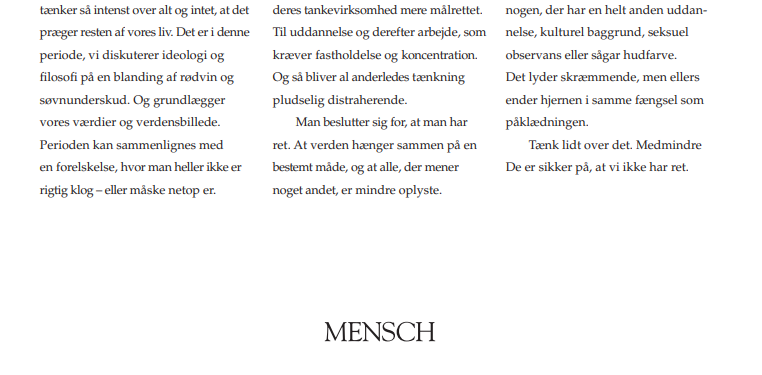 tænker så intenst over alt og intet, at det
præger resten af vores liv. Det er i denne
periode, vi diskuterer ideologi og
filosofi på en blanding af rødvin og
søvnunderskud. Og grundlægger
vores værdier og verdensbillede.
Perioden kan sammenlignes med
en forelskelse, hvor man heller ikke er
rigtig klog – eller måske netop er.
deres tankevirksomhed mere målrettet.
Til uddannelse og derefter arbejde, som
kræver fastholdelse og koncentration.
Og så bliver al anderledes tænkning
pludselig distraherende.
Man beslutter sig for, at man har
ret. At verden hænger sammen på en
bestemt måde, og at alle, der mener
noget andet, er mindre oplyste.
nogen, der har en helt anden uddan-
nelse, kulturel baggrund, seksuel
observans eller sågar hudfarve.
Det lyder skræmmende, men ellers
ender hjernen i samme fængsel som
påklædningen.
Tænk lidt over det. Medmindre
De er sikker på, at vi ikke har ret.
MENSCH